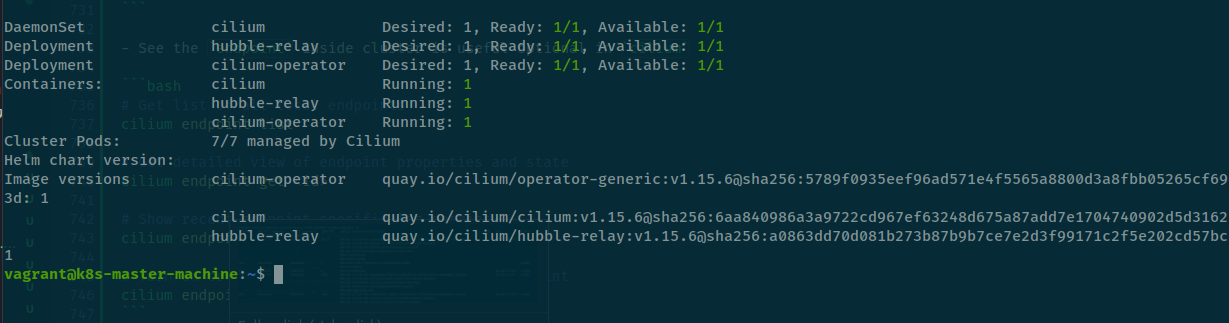 DaemonSet cilium Desired: 1, Ready: 1/1, Available: 1/1
Deployment hubble-relay Desired: 1, Ready: 1/1, Available: 1/1
Deployment cilium-operator Desired: 1, Ready: 1/1, Available: 1/1
Containers: cilium Running: 1
hubble-relay Running: 1
cilium-operator Running: 1
Cluster Pods: 7/7 managed by Cilium
Helm chart version:
Image versions cilium-operator quay.io/cilium/operator-generic:v1.15.6@sha256:5789f0935eef96ad571e4f5565a8800d3a8fbb05265cf69
3d: 1
cilium quay.io/cilium/cilium:v1.15.6@sha256:6aa840986a3a9722cd967ef63248d675a87add7e1704740902d5d3162
hubble-relay quay.io/cilium/hubble-relay:v1.15.6@sha256:a0863dd70d081b273b87b9b7ce7e2d3f99171c2f5e202cd57bc
1
vagrant@k8s-master-machine:~$